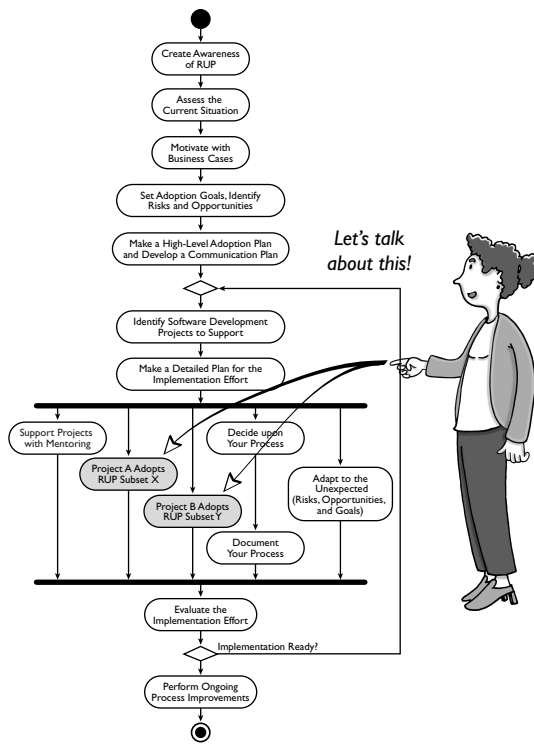 Create Awareness
of RUP
Assess the
Current Situation
Motivate with
Business Cases
Set Adoption Goals, Identify
Risks and Opportunities
Make a High-Level Adoption Plan
and Develop a Communication Plan
Let's talk
about this!
Identify Software Development
Projects to Support
Make a Detailed Plan for the
Implementation Effort
Support Projects
with Mentoring
Project A Adopts
RUP Subset X
Project B Adopts
RUP Subset Y
Decide upon
Your Process
Document
Your Process
Adapt to the
Unexpected
(Risks, Opportunities,
and Goals)
Evaluate the
Implementation Effort
Implementation Ready?
Perform Ongoing
Process Improvements